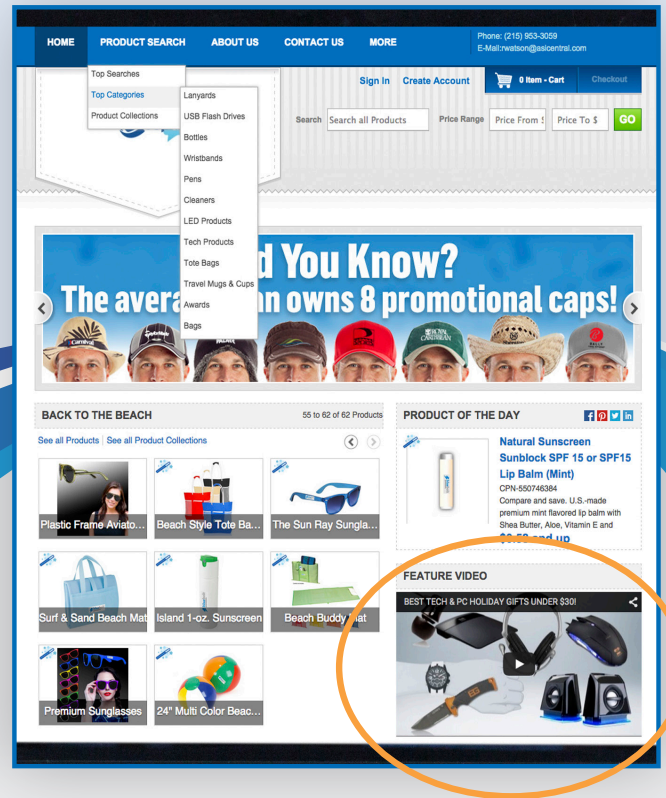 HOME PRODUCT SEARCH ABOUT US CONTACT US MORE
Phone: (215) 953-3059
E-Mail:rwatson@asicentral.com
Top Searches
Top Categories
Product Collections
Lanyards
USB Flash Drives
Bottles
Wristbands
Pens
Cleaners
LED Products
Tech Products
Tote Bags
Travel Mugs & Cups
Awards
Bags
Sign In Create Account 0 Item - Cart Checkout
Search Search all Products Price Range Price From $ Price To $ GO
d You Know?
The avera an owns 8 promotional caps!
Carnival
TaylorMade
ROYAL CARIBBEAN
BACK TO THE BEACH 55 to 62 of 62 Products
See all Products | See all Product Collections
Plastic Frame Aviato... Beach Style Tote Ba... The Sun Ray Sungla...
Surf & Sand Beach Mat Island 1-oz. Sunscreen Beach Buddy Mat
Premium Sunglasses 24" Multi Color Beac...
PRODUCT OF THE DAY
Natural Sunscreen
Sunblock SPF 15 or SPF15
Lip Balm (Mint)
CPN-550746384
Compare and save. U.S.-made
premium mint flavored lip balm with
Shea Butter, Aloe, Vitamin E and
and up
FEATURE VIDEO
BEST TECH & PC HOLIDAY GIFTS UNDER $30!